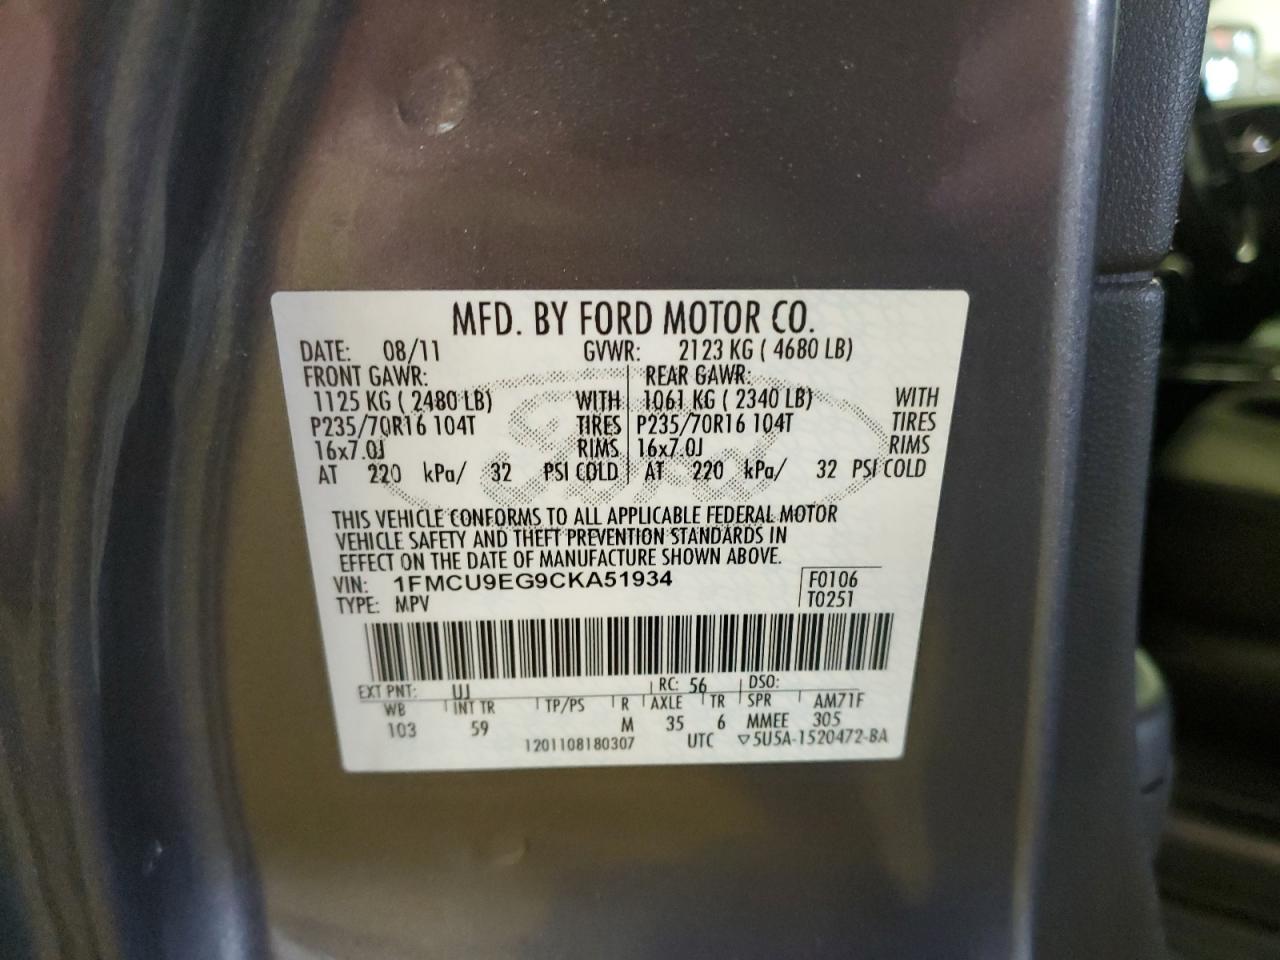 MFD. BY FORD MOTOR CO.
DATE: 08/11 GVWR: 2123 KG ( 4680 LB)
FRONT GAWR: REAR GAWR:
1125 KG ( 2480 LB) WITH 1061 KG ( 2340 LB) WITH
P235/70R16 104T TIRES P235/70R16 104T TIRES
16x7.0J RIMS 16x7.0J RIMS
AT 220 kPa/ 32 PSI COLD AT 220 kPa/ 32 PSI COLD
Ford
THIS VEHICLE CONFORMS TO ALL APPLICABLE FEDERAL MOTOR
VEHICLE SAFETY AND THEFT PREVENTION STANDARDS IN
EFFECT ON THE DATE OF MANUFACTURE SHOWN ABOVE.
VIN: 1FMCU9EG9CKA51934 F0106
TYPE: MPV T0251
EXT PNT: UJ RC: 56 DSO:
WB INT TR TP/PS R AXLE TR SPR AM71F
103 59 M 35 6 MMEE 305
1201108180307 UTC ▽5U5A-1520472-BA